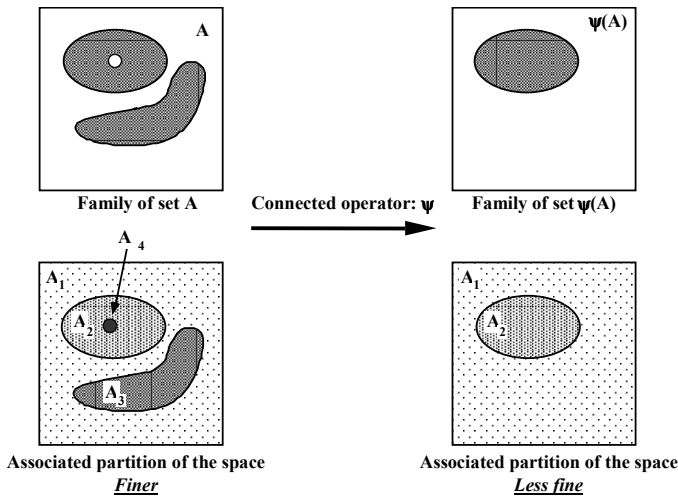 A
ψ(A)
Family of set A
Connected operator: ψ
Family of set ψ(A)
A 4
A1
A2
A3
A1
A2
Associated partition of the space
Finer
Associated partition of the space
Less fine